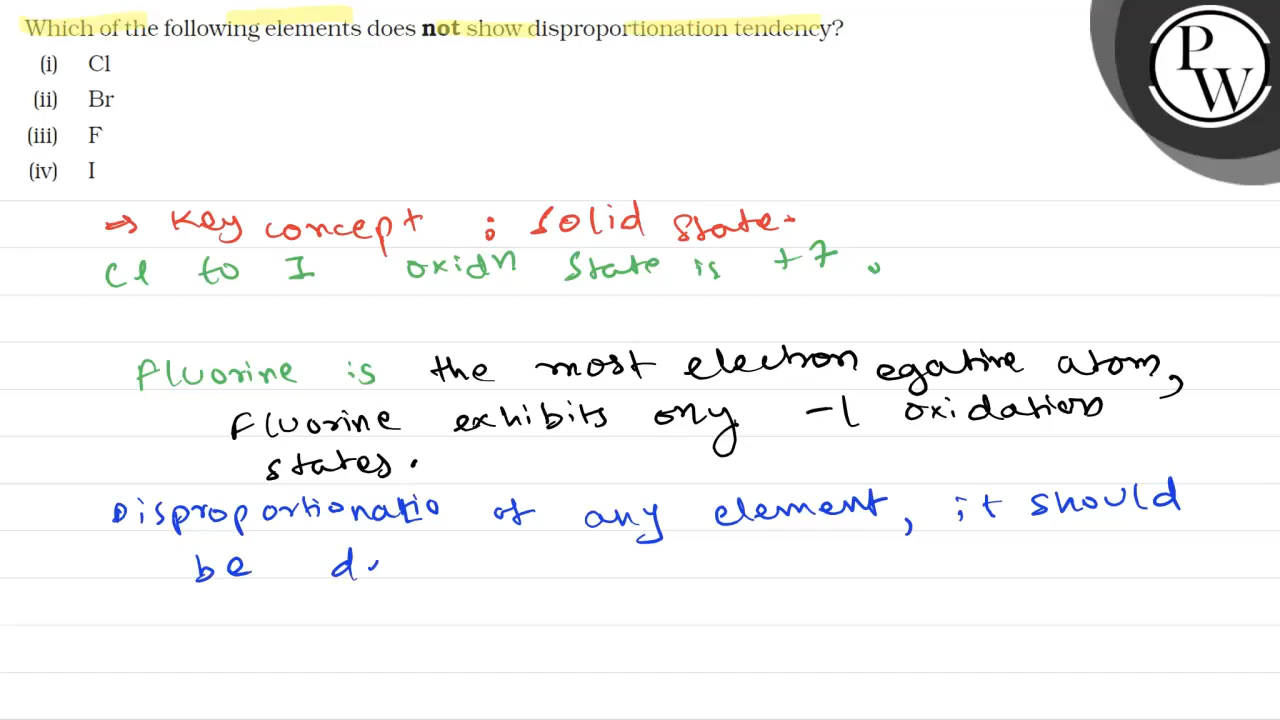 Which of the following elements does not show disproportionation tendency?
(i) Cl
(ii) Br
(iii) F
(iv) I
PW
⇒ Key concept : Solid state.
Cl to I oxidn state is +7.
Fluorine is the most electron egative atom,
Fluorine exhibits only -1 oxidation
states.
Disproportionatio of any element, it should
be d